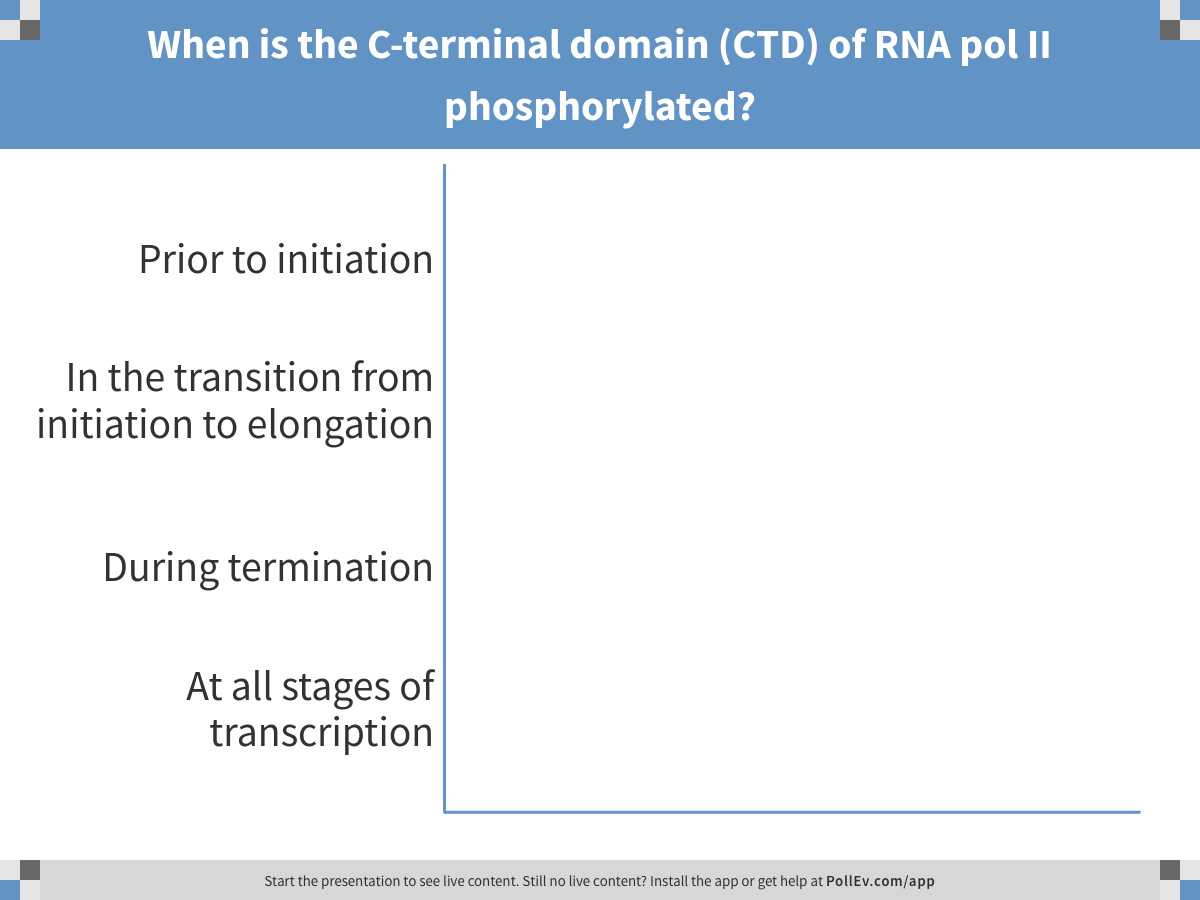 When is the C-terminal domain (CTD) of RNA pol II
phosphorylated?
Prior to initiation
In the transition from
initiation to elongation
During termination
At all stages of
transcription
Start the presentation to see live content. Still no live content? Install the app or get help at PollEv.com/app